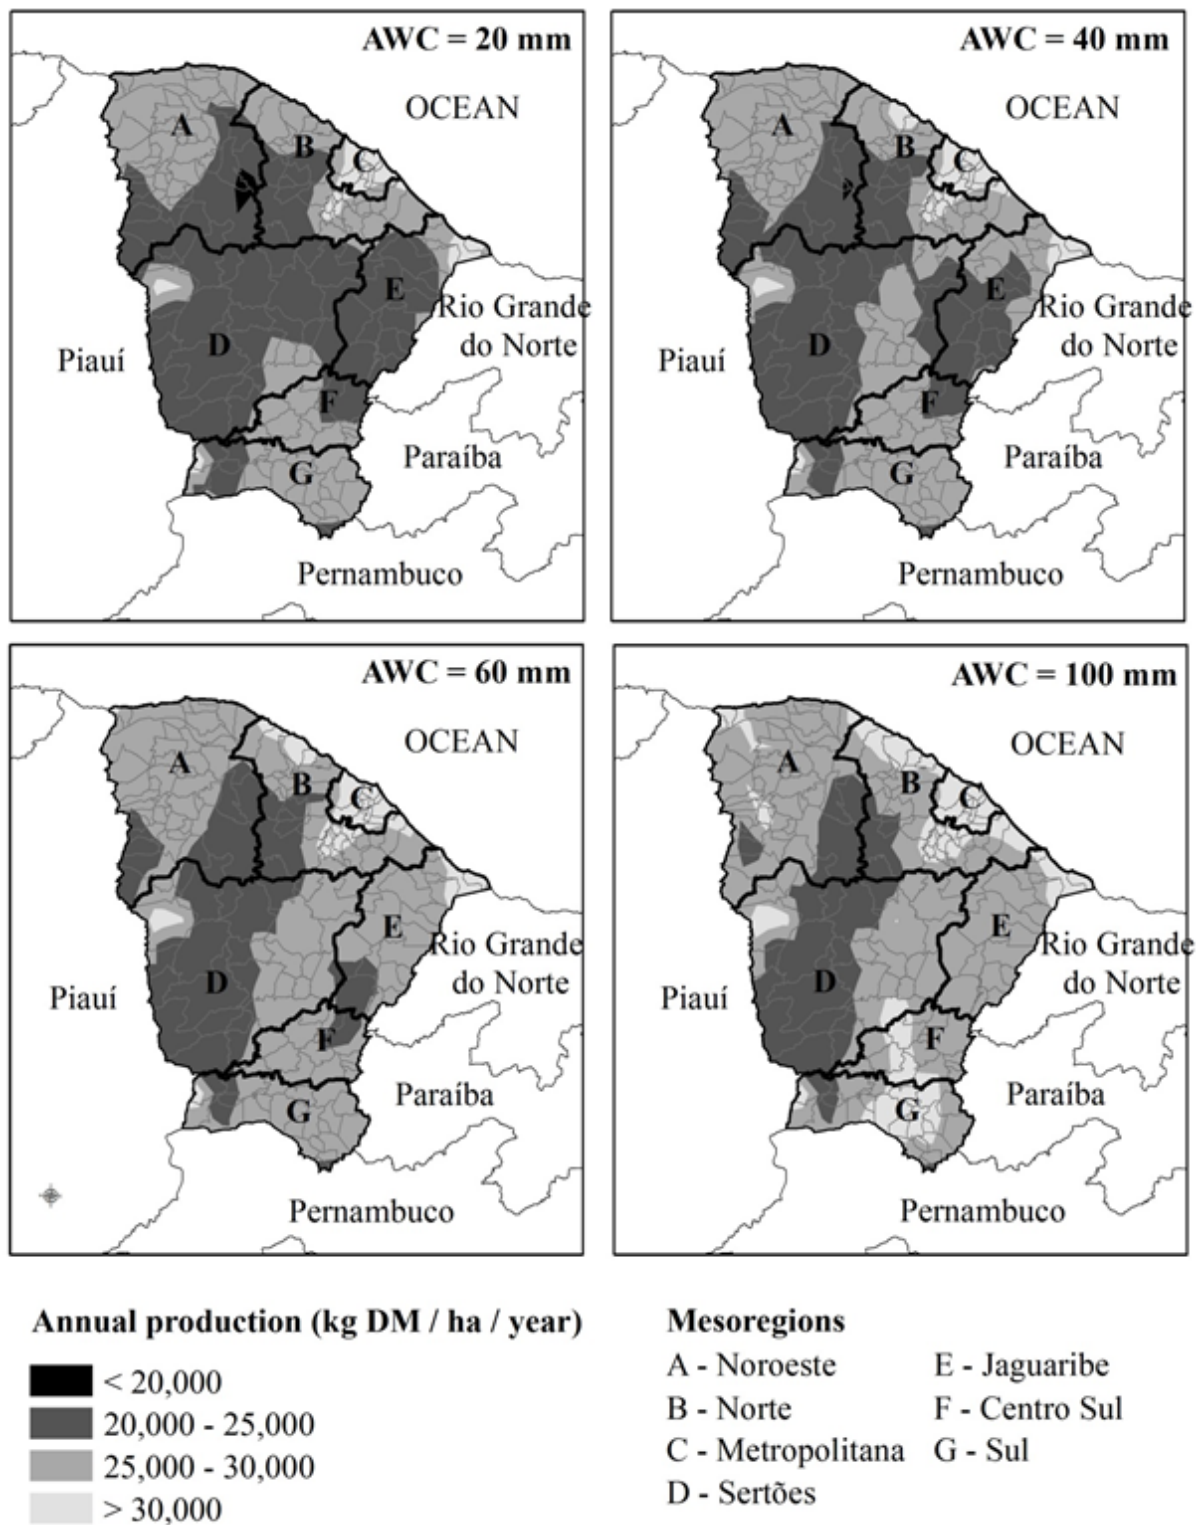 AWC = 20 mm
OCEAN
A
B
C
E
Rio Grande
do Norte
D
Piauí
F
Paraíba
G
Pernambuco
AWC = 40 mm
OCEAN
A
B
C
E
Rio Grande
do Norte
D
Piauí
F
Paraíba
G
Pernambuco
AWC = 60 mm
OCEAN
A
B
C
E
Rio Grande
do Norte
D
Piauí
F
Paraíba
G
Pernambuco
AWC = 100 mm
OCEAN
A
B
C
E
Rio Grande
do Norte
D
Piauí
F
Paraíba
G
Pernambuco
Annual production (kg DM / ha / year)
< 20,000
20,000 - 25,000
25,000 - 30,000
> 30,000
Mesoregions
A - Noroeste
B - Norte
C - Metropolitana
D - Sertões
E - Jaguaribe
F - Centro Sul
G - Sul